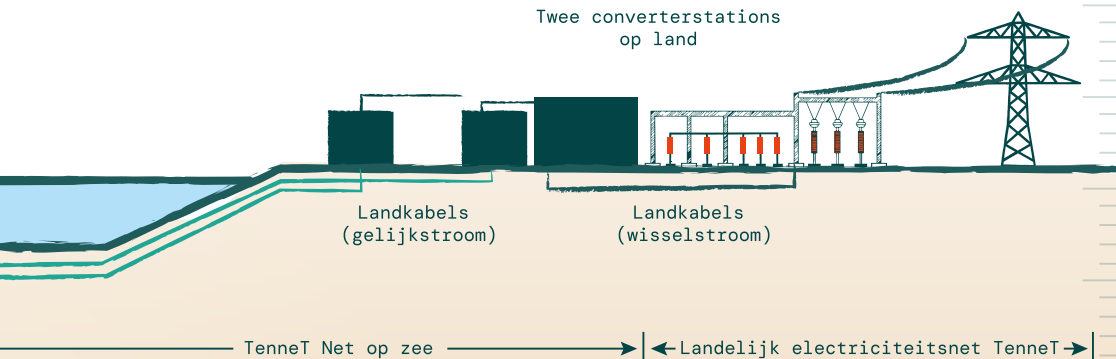 Twee converterstations
op land
Landkabels
(gelijkstroom)
Landkabels
(wisselstroom)
TenneT Net op zee
Landelijk electriciteitsnet TenneT